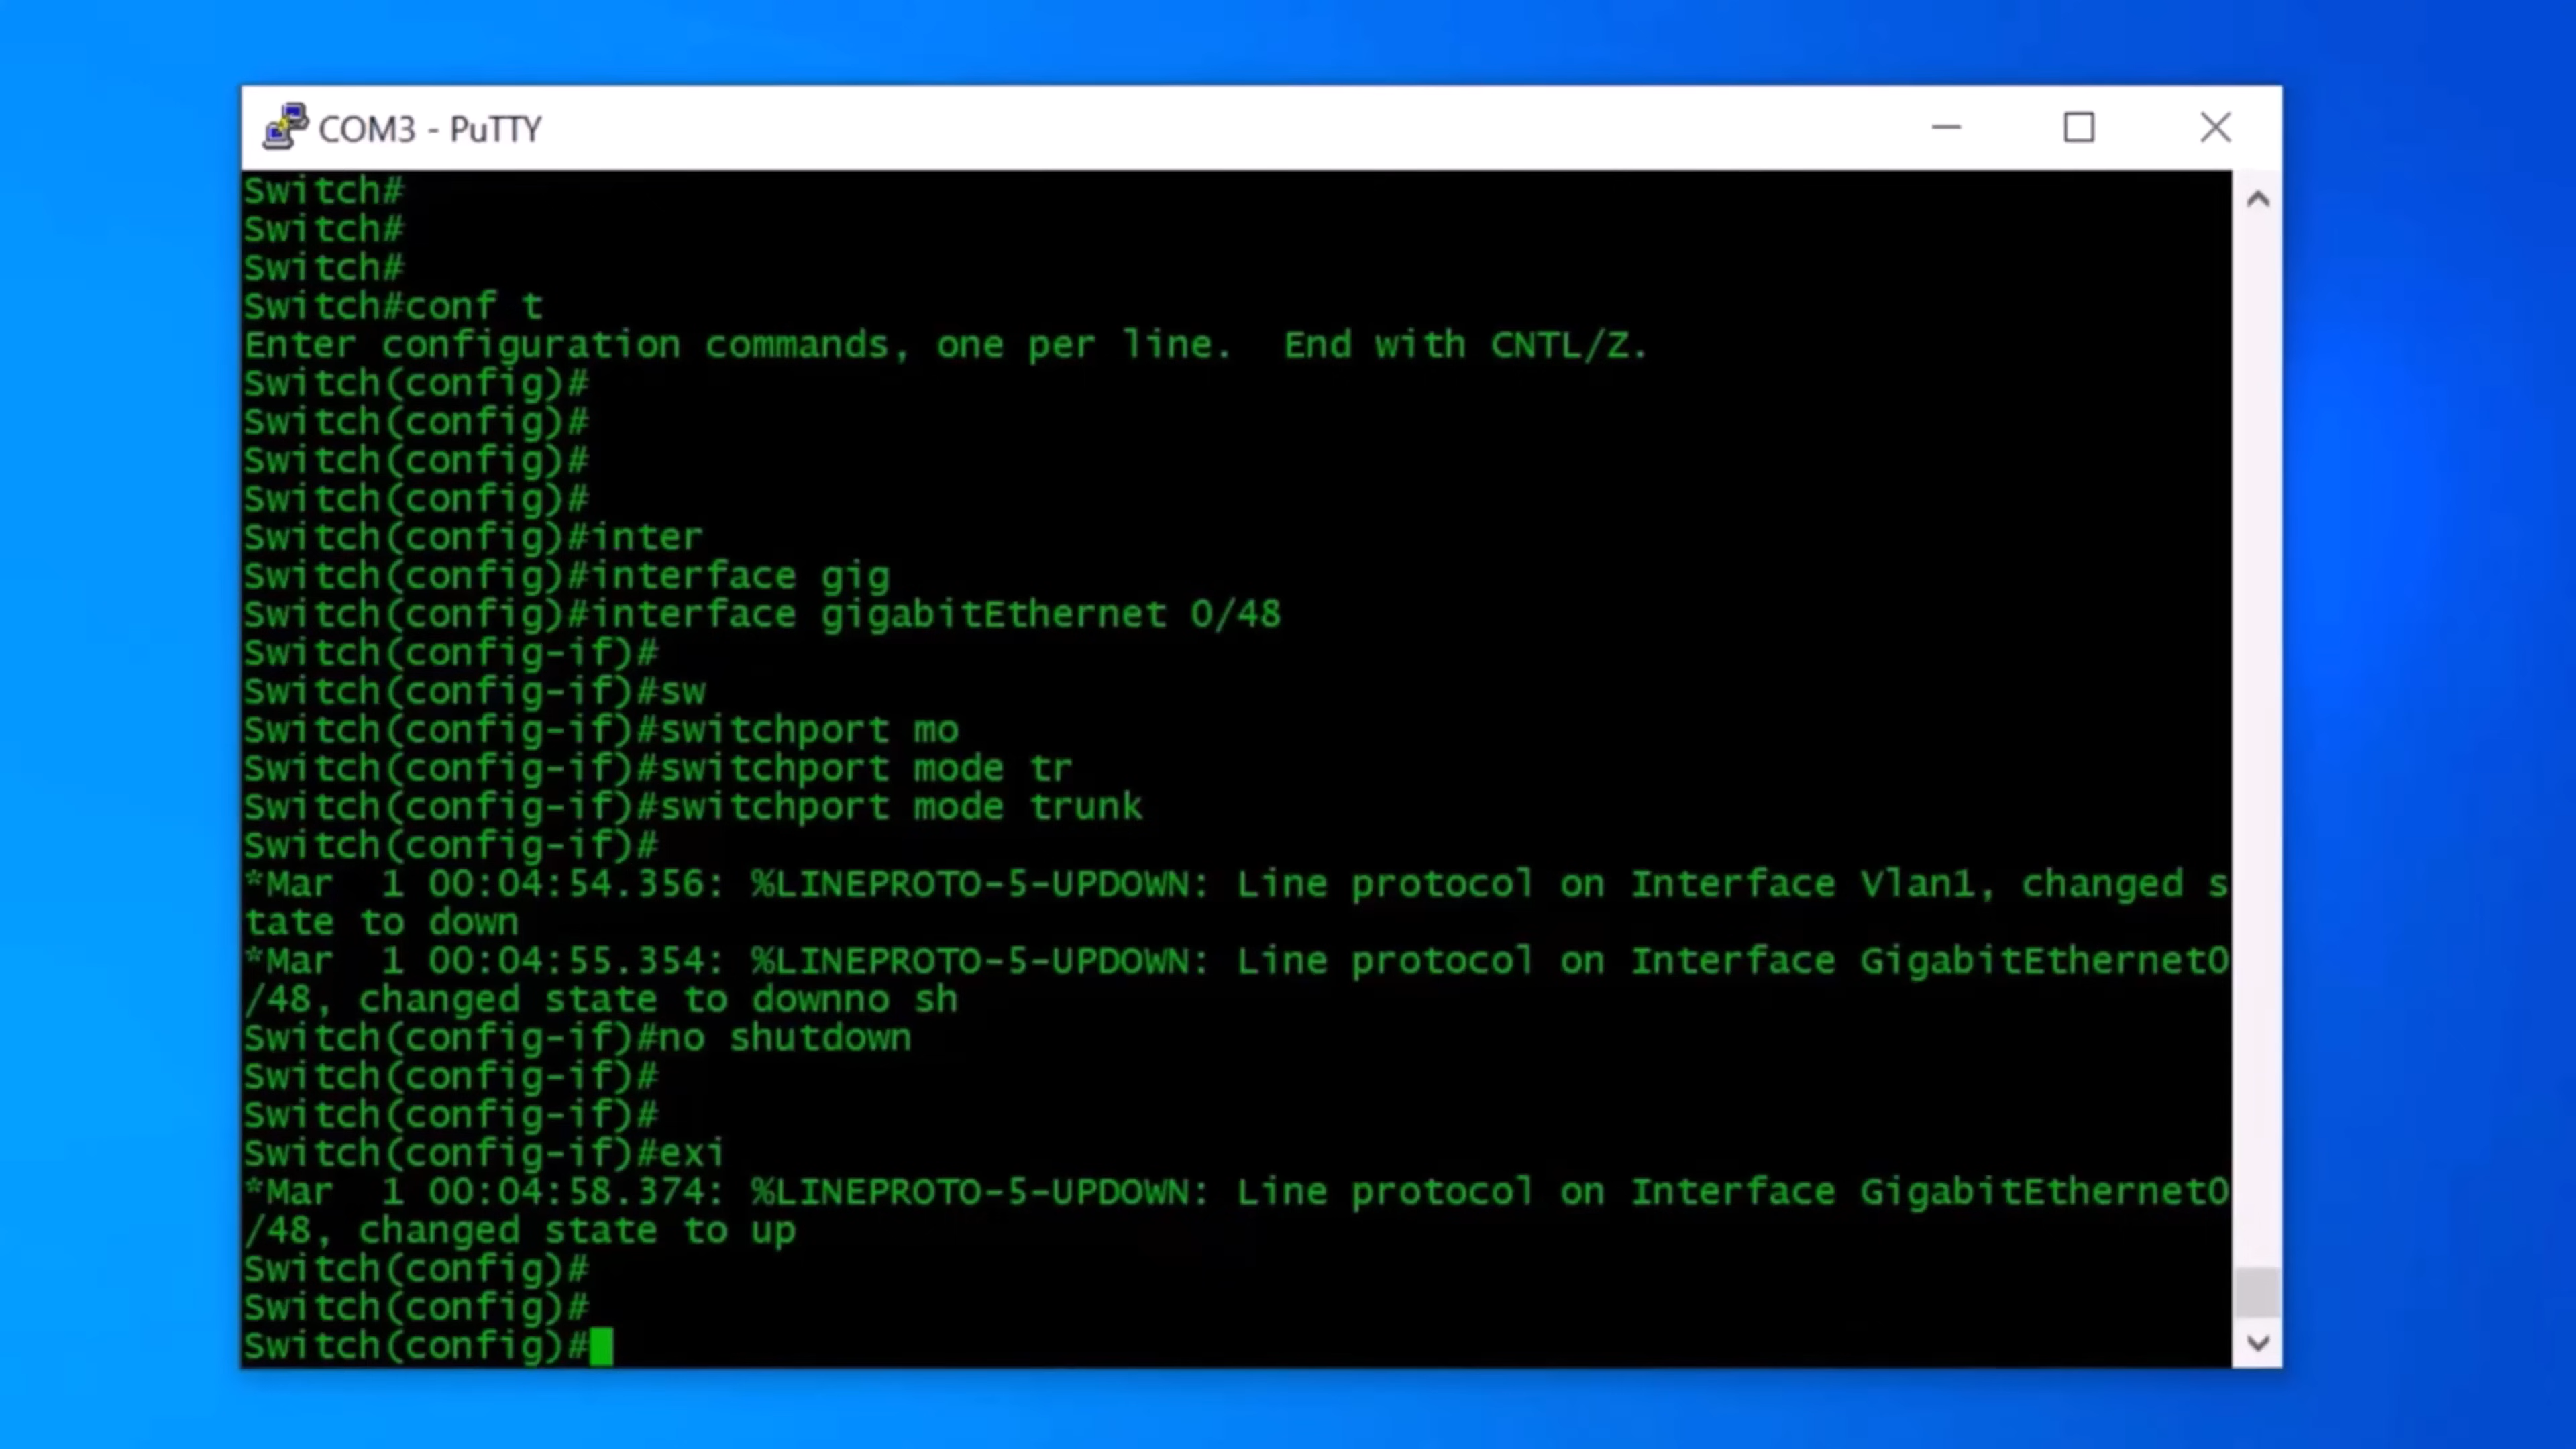 COM3 - PuTTY
Switch#
Switch#
Switch#
Switch#conf t
Enter configuration commands, one per line.  End with CNTL/Z.
Switch(config)#
Switch(config)#
Switch(config)#
Switch(config)#
Switch(config)#inter
Switch(config)#interface gig
Switch(config)#interface gigabitEthernet 0/48
Switch(config-if)#
Switch(config-if)#sw
Switch(config-if)#switchport mo
Switch(config-if)#switchport mode tr
Switch(config-if)#switchport mode trunk
Switch(config-if)#
*Mar  1 00:04:54.356: %LINEPROTO-5-UPDOWN: Line protocol on Interface Vlan1, changed s
tate to down
*Mar  1 00:04:55.354: %LINEPROTO-5-UPDOWN: Line protocol on Interface GigabitEthernet0
/48, changed state to downno sh
Switch(config-if)#no shutdown
Switch(config-if)#
Switch(config-if)#
Switch(config-if)#exi
*Mar  1 00:04:58.374: %LINEPROTO-5-UPDOWN: Line protocol on Interface GigabitEthernet0
/48, changed state to up
Switch(config)#
Switch(config)#
Switch(config)#